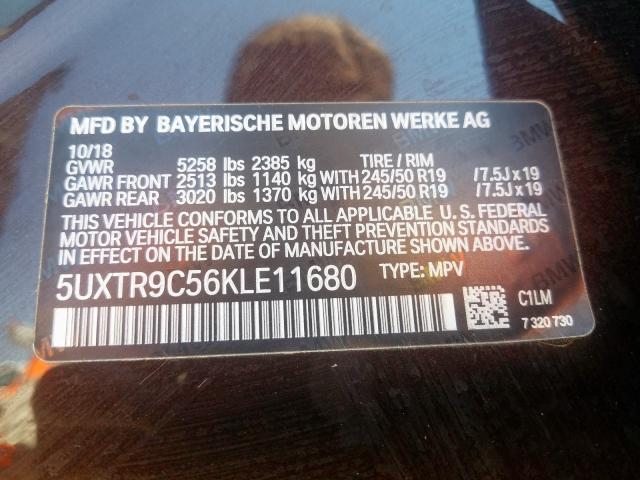 MFD BY BAYERISCHE MOTOREN WERKE AG
10/18
GVWR 5258 lbs 2385 kg TIRE / RIM
GAWR FRONT 2513 lbs 1140 kg WITH 245/50 R19 /7.5J x 19
GAWR REAR 3020 lbs 1370 kg WITH 245/50 R19 /7.5J x 19
THIS VEHICLE CONFORMS TO ALL APPLICABLE U.S. FEDERAL
MOTOR VEHICLE SAFETY AND THEFT PREVENTION STANDARDS
IN EFFECT ON THE DATE OF MANUFACTURE SHOWN ABOVE.
5UXTR9C56KLE11680 TYPE: MPV
C1LM
7 320 730